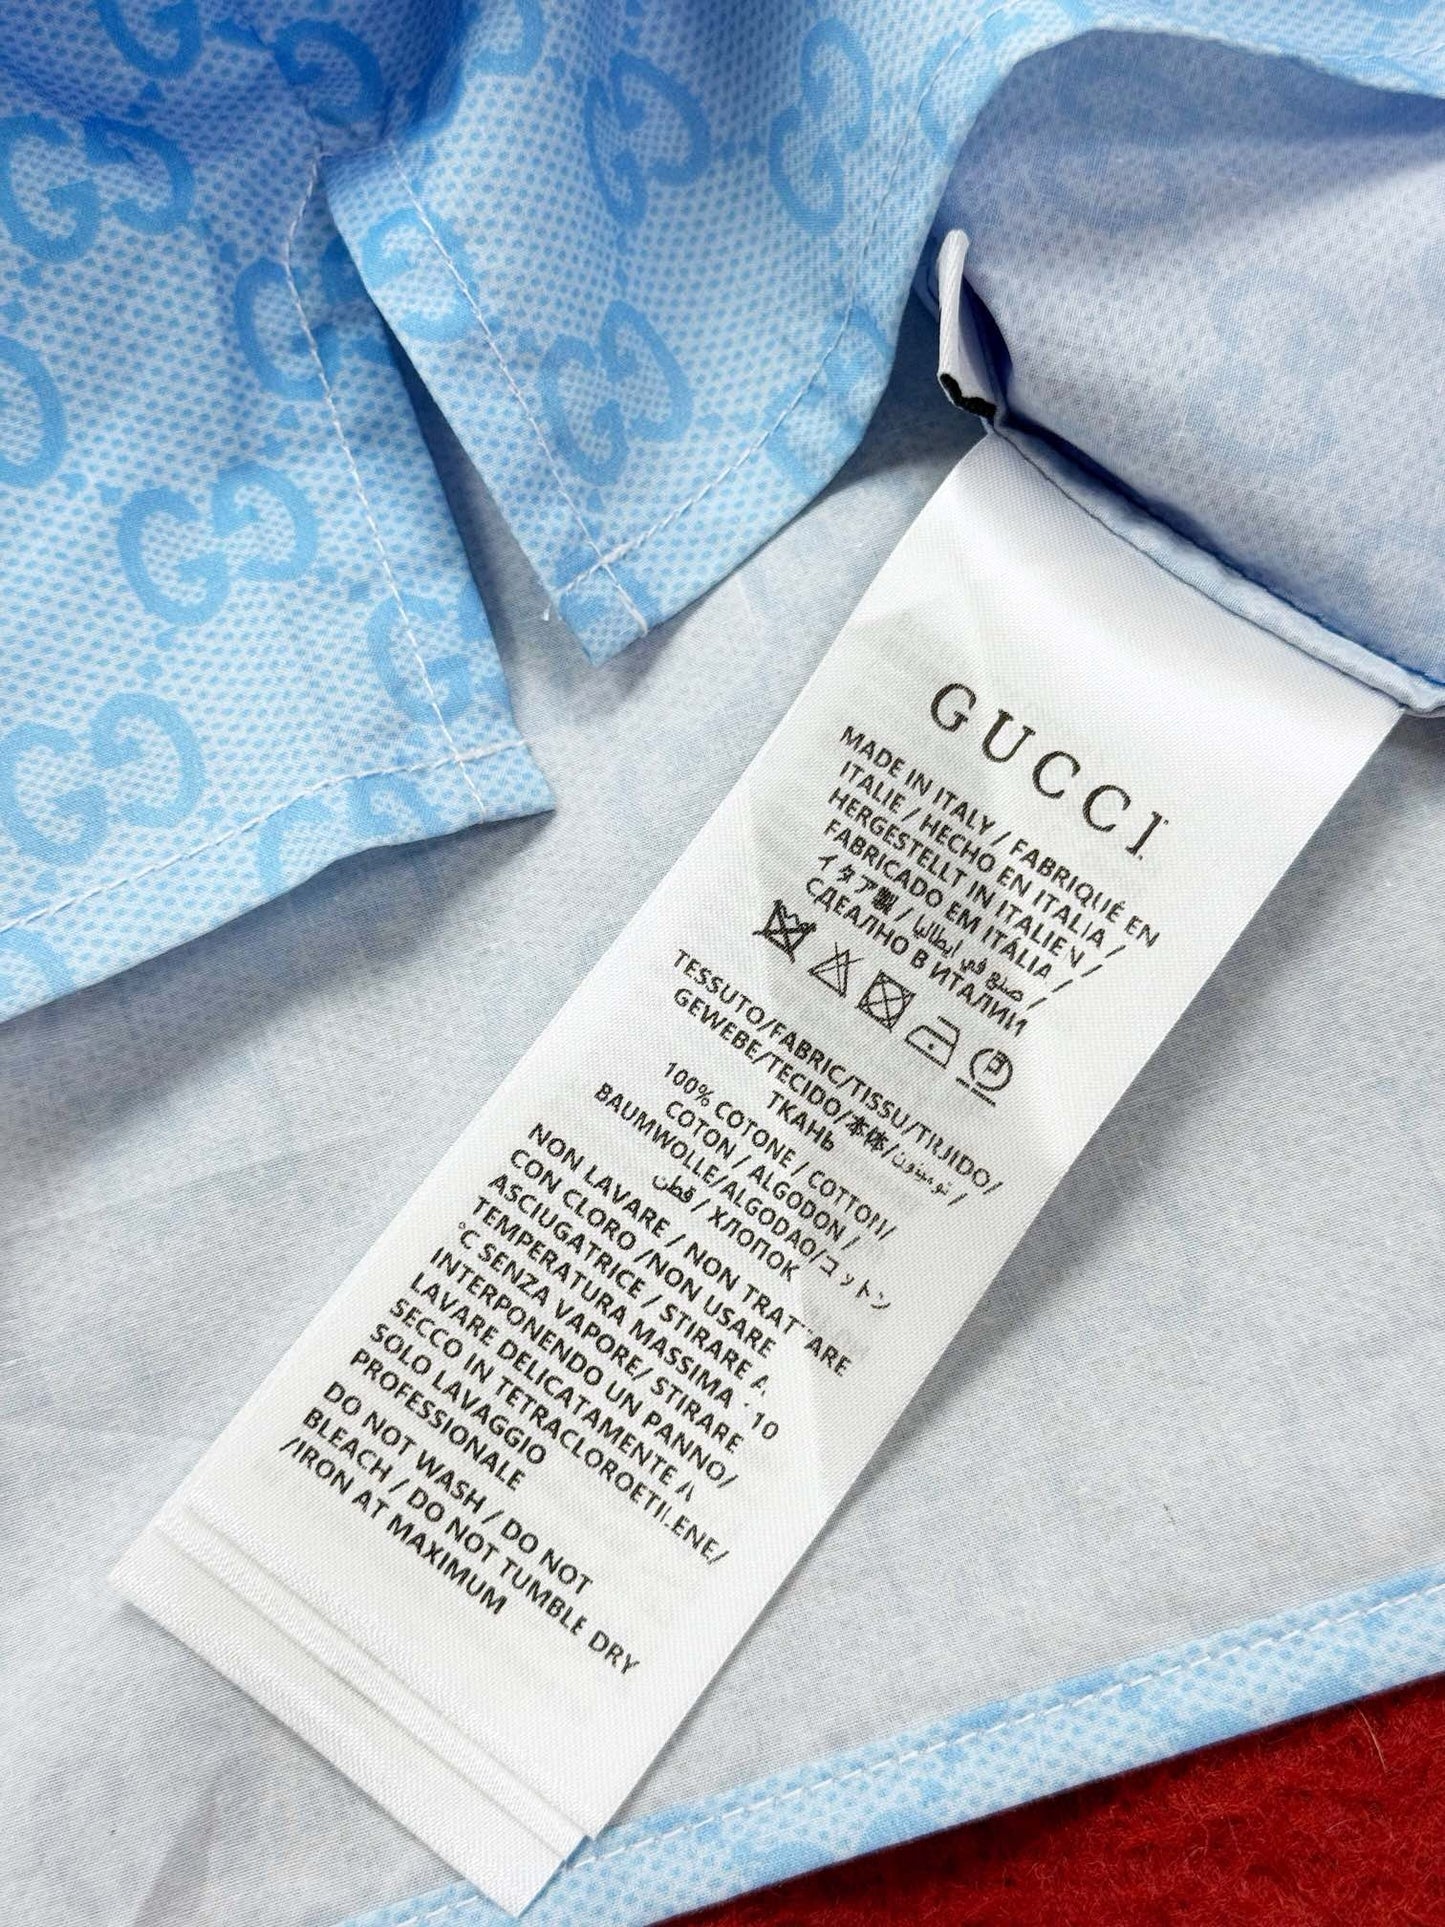 GUCCI
MADE IN ITALY / FABRIQUÉ EN
ITALIE / HECHO EN ITALIA /
HERGESTELLT IN ITALIEN /
FABRICADO EM ITÁLIA /
イタア製 / صنع في إيطاليا /
СДЕАЛНО В ИТАЛИИ
P
TESSUTO/FABRIC/TISSU/TRJIDO/
GEWEBE/TECIDO/本体/ /
ТКАНЬ
100% COTONE / COTTON/
COTON / ALGODON /
BAUMWOLLE/ALGODAO/コットン
قطن / ХЛОПОК
NON LAVARE / NON TRATTARE
CON CLORO /NON USARE
ASCIUGATRICE / STIRARE A
TEMPERATURA MASSIMA · 10
°C SENZA VAPORE/ STIRARE
INTERPONENDO UN PANNO/
LAVARE DELICATAMENTE A
SECCO IN TETRACLOROETILENE/
SOLO LAVAGGIO
PROFESSIONALE
DO NOT WASH / DO NOT
BLEACH / DO NOT TUMBLE DRY
/IRON AT MAXIMUM